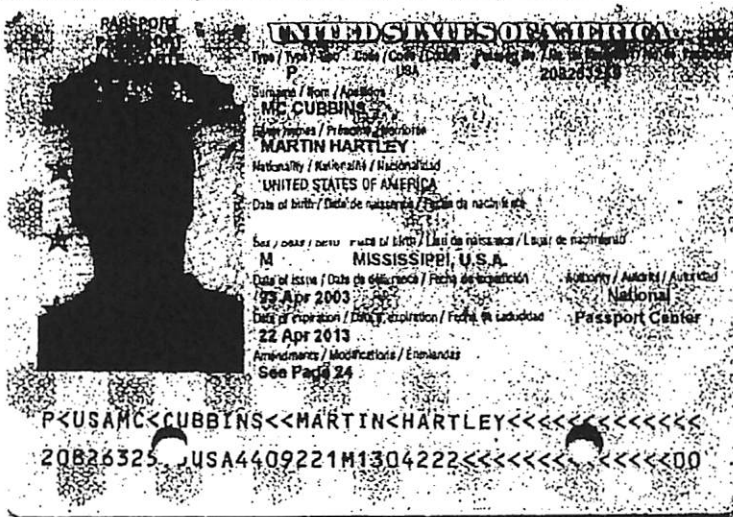 PASSPORT
UNITED STATES OF AMERICA
Type / Type / Tipo Code / Code / Código
P USA
Surname / Nom / Apellidos
MC CUBBINS
Given names / Prénoms / Nombres
MARTIN HARTLEY
Nationality / Nationalité / Nacionalidad
UNITED STATES OF AMERICA
Date of birth / Date de naissance / Fecha de nacimiento
Sex / Sexe / Sexo Place of birth / Lieu de naissance / Lugar de nacimiento
M MISSISSIPPI, U.S.A.
Date of issue / Date de délivrance / Fecha de expedición Authority / Autorité / Autoridad
Apr 2003 National
Date of expiration / Date d'expiration / Fecha de caducidad Passport Center
22 Apr 2013
Amendments / Modifications / Enmiendas
See Page 24
P<USAMC<CUBBINS<<MARTIN<HARTLEY<<<<<<<<<<<<<